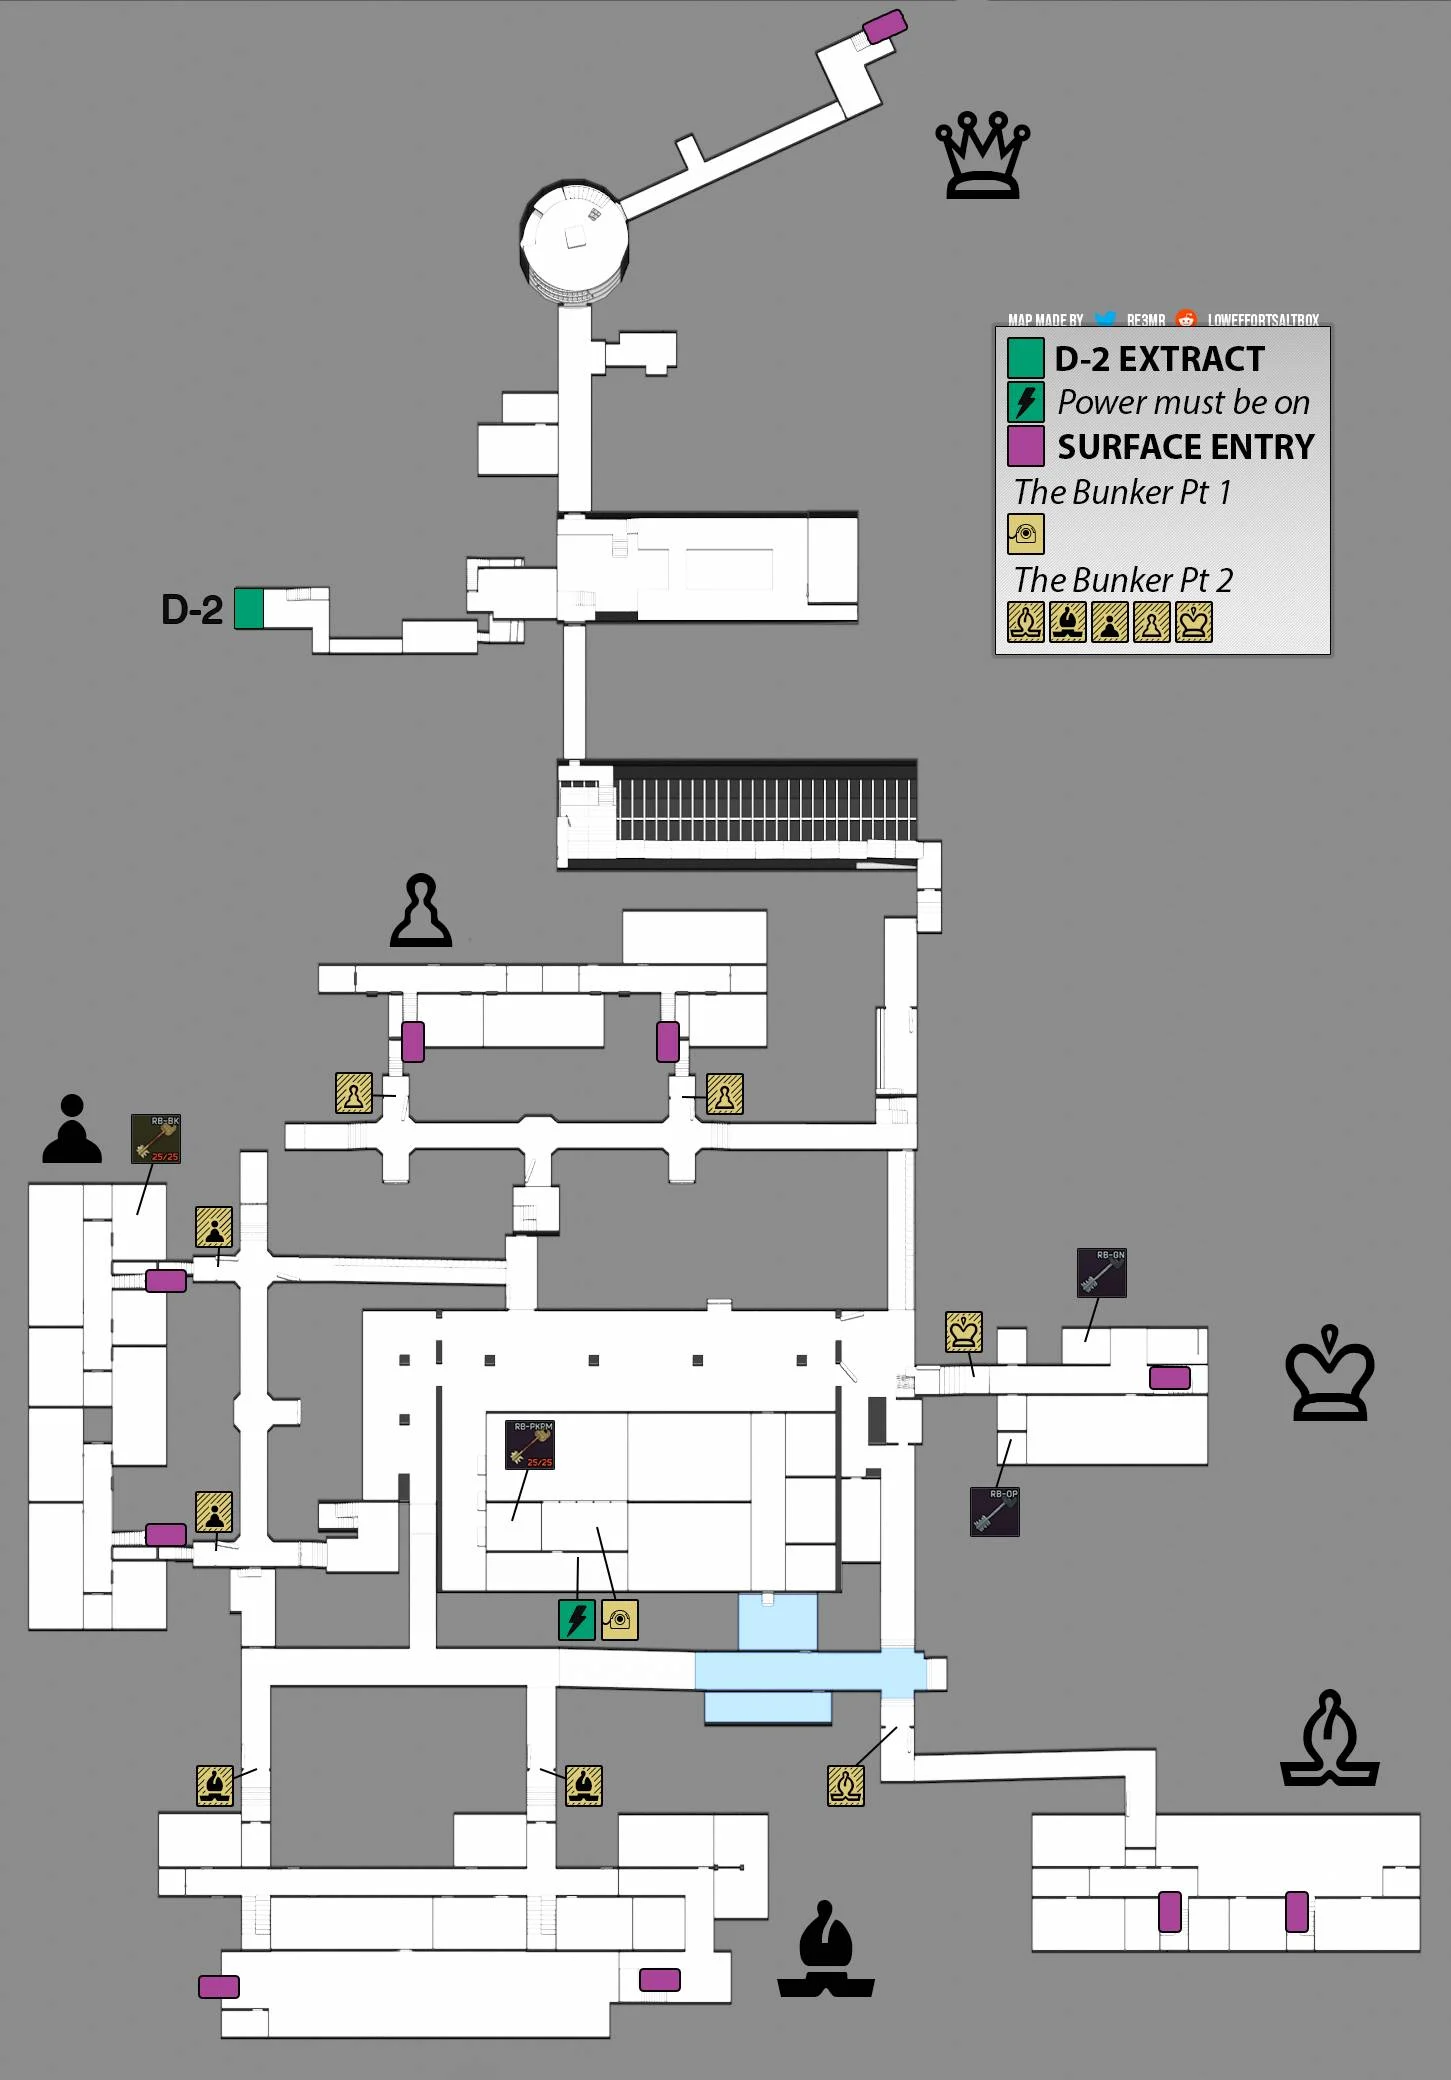 MAP MADE BY RE3MR LOWEFFORTSALTBOX
D-2 EXTRACT
Power must be on
SURFACE ENTRY
The Bunker Pt 1
The Bunker Pt 2
D-2
RB-BK
25/25
RB-GN
RB-PKPM
25/25
RB-OP